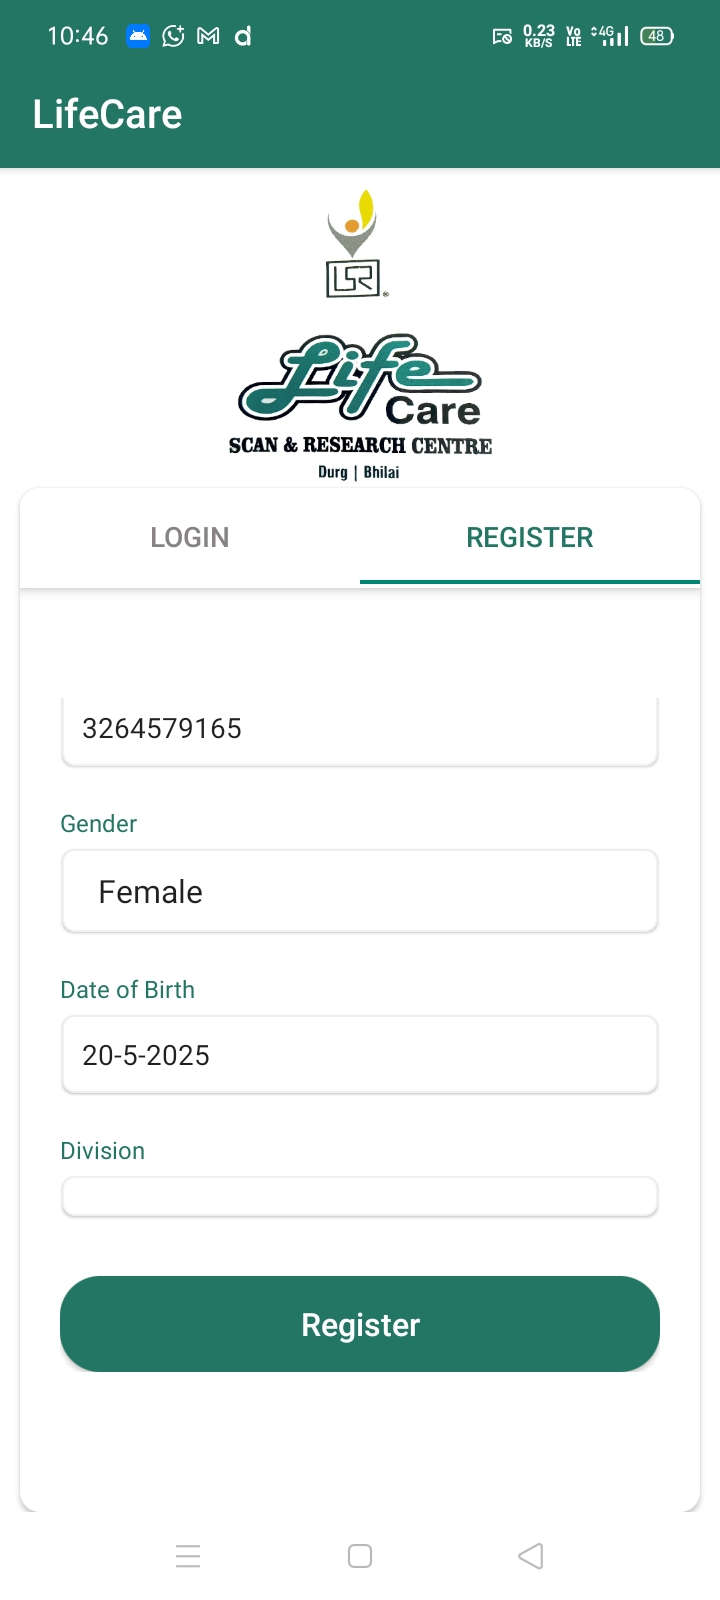 10:46 0.23 KB/S Vo LTE 4G 48
LifeCare
LSR
Life
Care
SCAN & RESEARCH CENTRE
Durg | Bhilai
LOGIN REGISTER
3264579165
Gender
Female
Date of Birth
20-5-2025
Division
Register